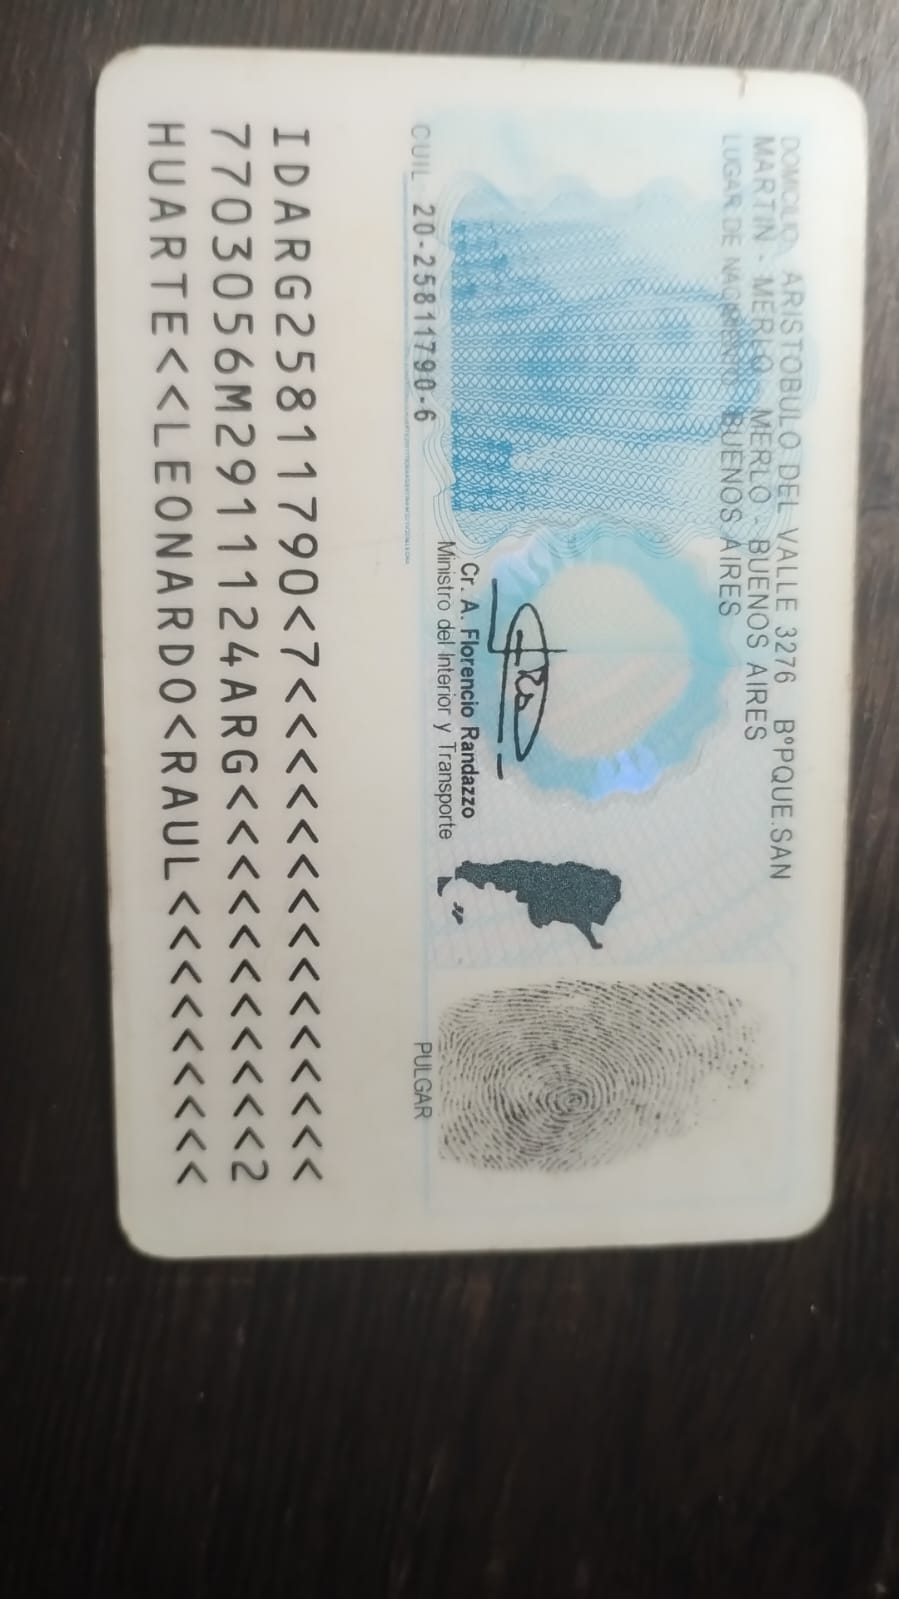 DOMICILIO: ARISTOBULO DEL VALLE 3276 BºPQUE.SAN
MARTIN - MERLO - MERLO - BUENOS AIRES
LUGAR DE NACIMIENTO: BUENOS AIRES
Cr. A. Florencio Randazzo
Ministro del Interior y Transporte
CUIL 20-25811790-6
PULGAR
IDARG25811790<7<<<<<<<<<<<<<<<
7703056M2911124ARG<<<<<<<<<<<2
HUARTE<<LEONARDO<RAUL<<<<<<<<<